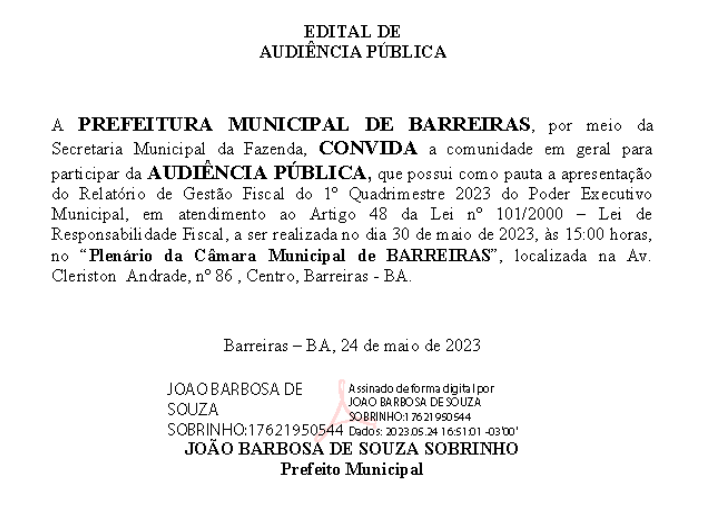 EDITAL DE
AUDIÊNCIA PÚBLICA
A PREFEITURA MUNICIPAL DE BARREIRAS, por meio da
Secretaria Municipal da Fazenda, CONVIDA a comunidade em geral para
participar da AUDIÊNCIA PÚBLICA, que possui como pauta a apresentação
do Relatório de Gestão Fiscal do 1º Quadrimestre 2023 do Poder Executivo
Municipal, em atendimento ao Artigo 48 da Lei nº 101/2000 – Lei de
Responsabilidade Fiscal, a ser realizada no dia 30 de maio de 2023, às 15:00 horas,
no “Plenário da Câmara Municipal de BARREIRAS”, localizada na Av.
Cleriston Andrade, nº 86 , Centro, Barreiras - BA.
Barreiras – BA, 24 de maio de 2023
JOAO BARBOSA DE
SOUZA
SOBRINHO:17621950544
Assinado de forma digital por
JOAO BARBOSA DE SOUZA
SOBRINHO:17621950544
Dados: 2023.05.24 16:51:01 -03'00'
JOÃO BARBOSA DE SOUZA SOBRINHO
Prefeito Municipal